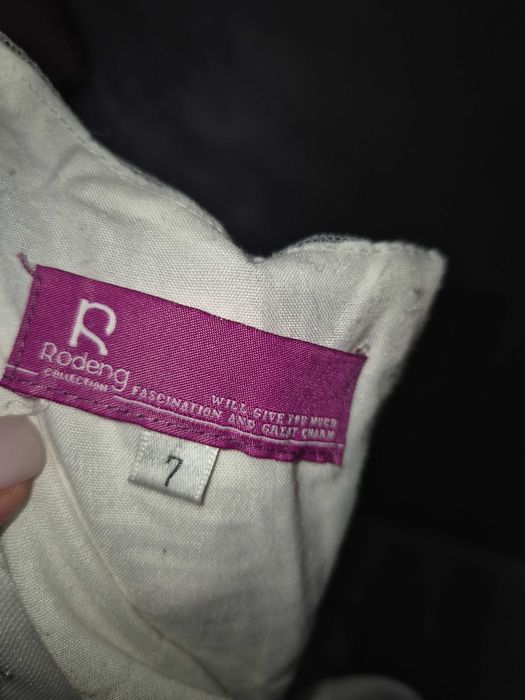 R
Rodeng
COLLECTION
WILL GIVE YOU MUCH
FASCINATION AND GREAT CHARM
7